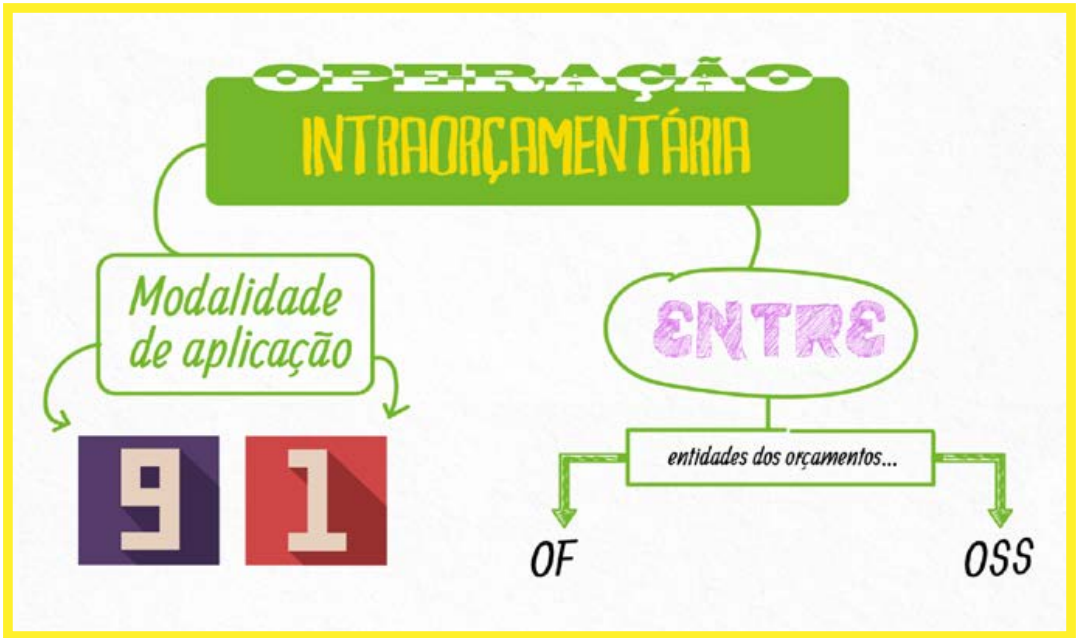 OPERAÇÃO
INTRAORÇAMENTÁRIA
Modalidade
de aplicação
9 1
ENTRE
entidades dos orçamentos...
OF
OSS